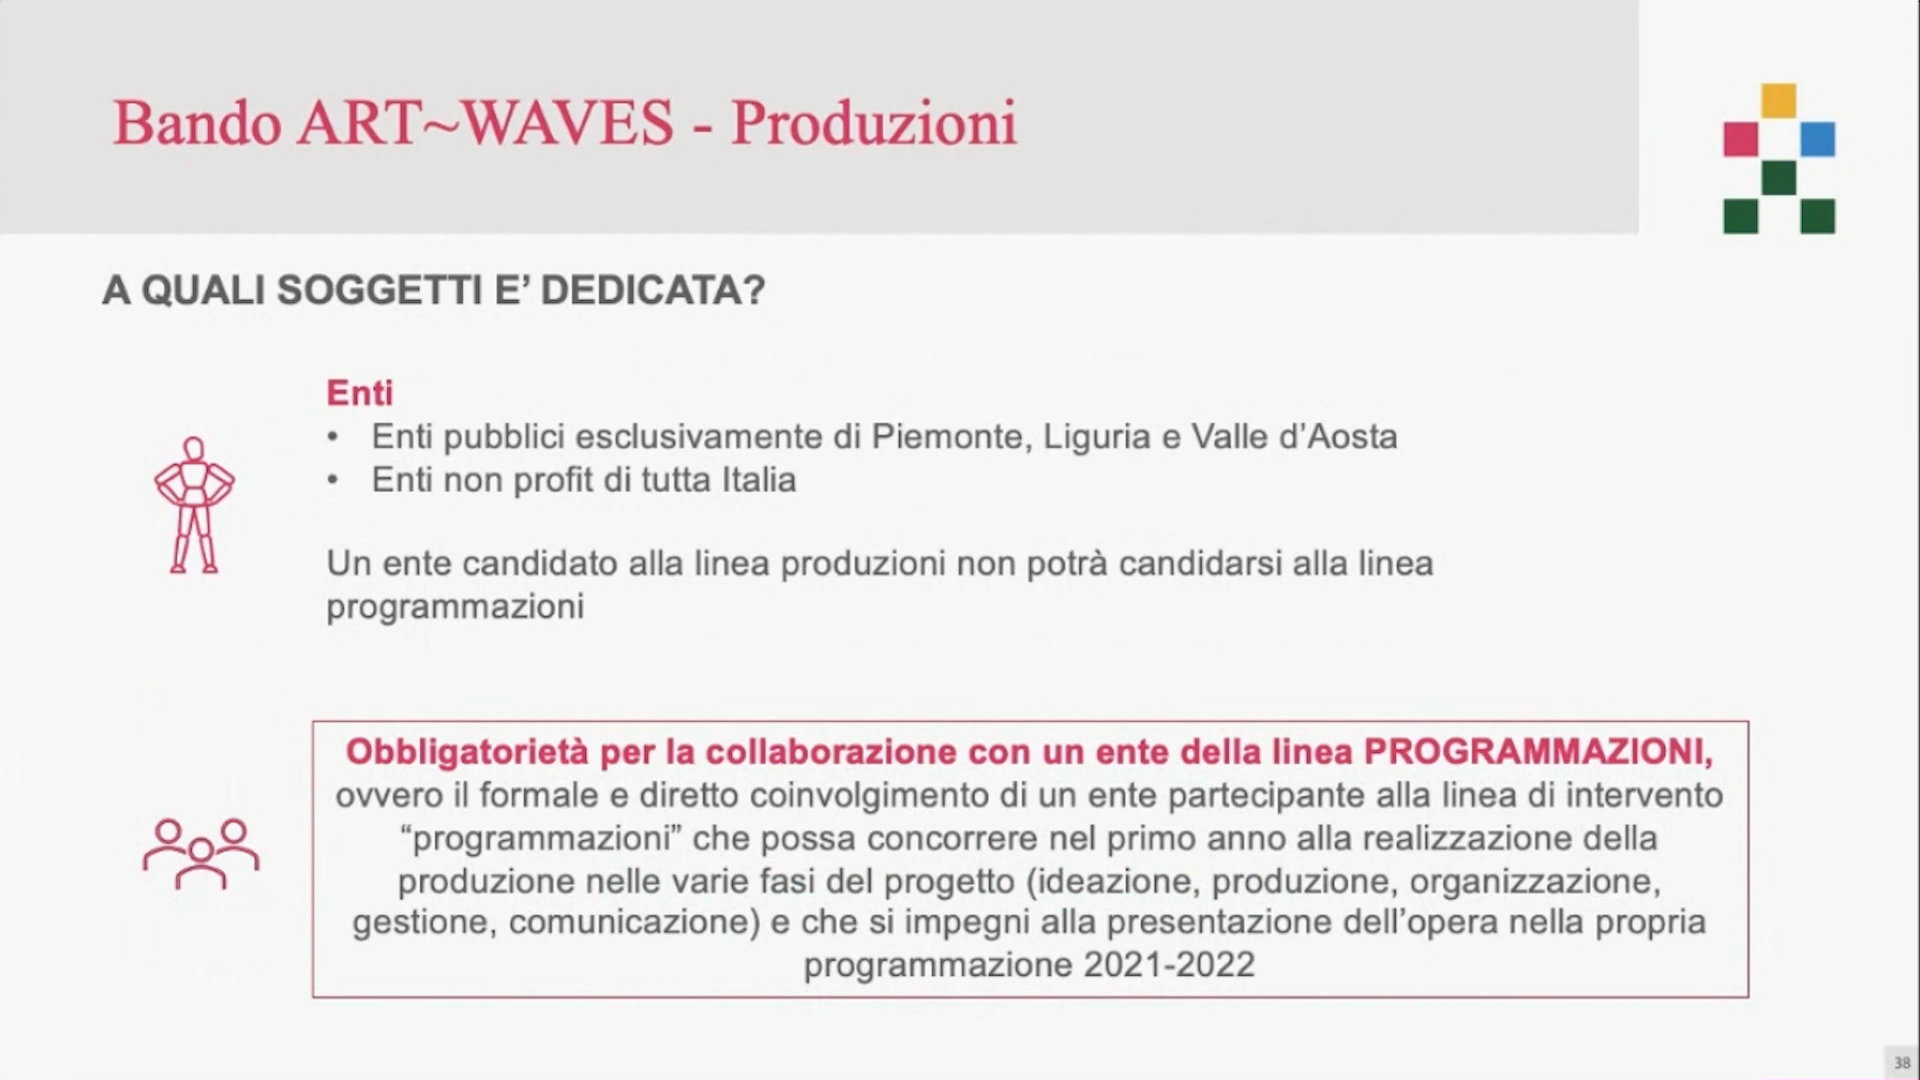 Bando ART~WAVES - Produzioni
A QUALI SOGGETTI E’ DEDICATA?
Enti
• Enti pubblici esclusivamente di Piemonte, Liguria e Valle d’Aosta
• Enti non profit di tutta Italia
Un ente candidato alla linea produzioni non potrà candidarsi alla linea
programmazioni
Obbligatorietà per la collaborazione con un ente della linea PROGRAMMAZIONI,
ovvero il formale e diretto coinvolgimento di un ente partecipante alla linea di intervento
“programmazioni” che possa concorrere nel primo anno alla realizzazione della
produzione nelle varie fasi del progetto (ideazione, produzione, organizzazione,
gestione, comunicazione) e che si impegni alla presentazione dell’opera nella propria
programmazione 2021-2022
38